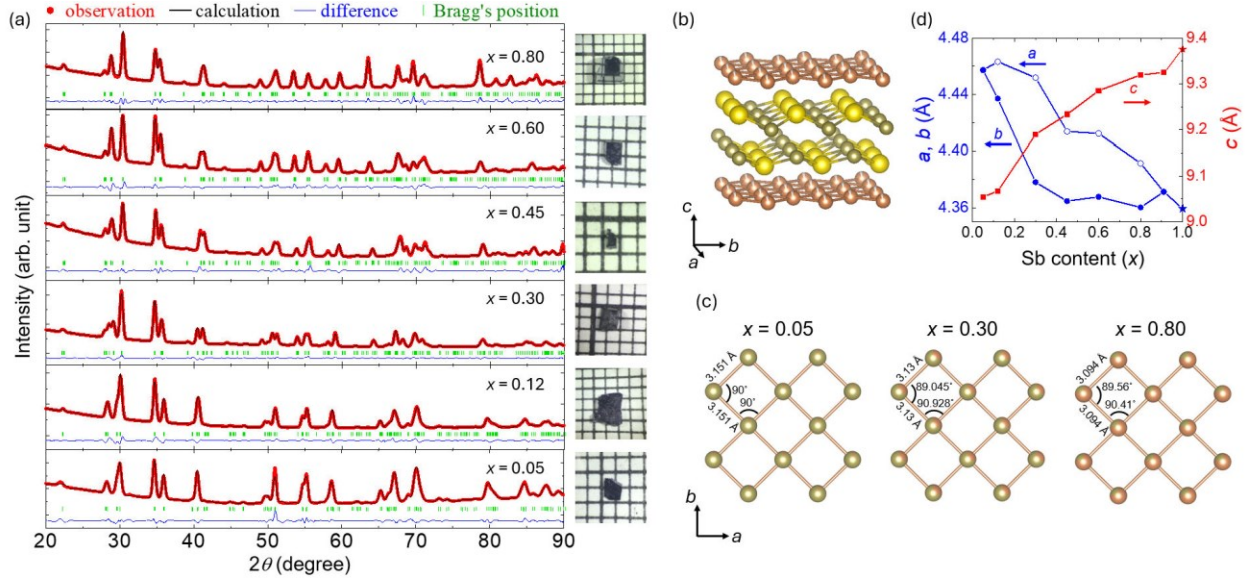 (a)
observation
calculation
difference
Bragg's position
Intensity (arb. unit)
x = 0.80
0.60
x = 0.45
x = 0.30
x = 0.12
x = 0.05
20 30 40 50 60 70 80 90
2θ (degree)
(b)
c
b
a
(d)
4.48
4.44
4.40
4.36
a, b (Å)
a
b
c
9.4
9.3
9.2
9.1
9.0
c (Å)
0.0 0.2 0.4 0.6 0.8 1.0
Sb content (x)
(c)
x = 0.05
3.151 Å
90°
90°
3.151 Å
x = 0.30
3.13 Å
89.045°
90.928°
3.13 Å
x = 0.80
3.094 Å
89.56°
90.41°
3.094 Å
b
a